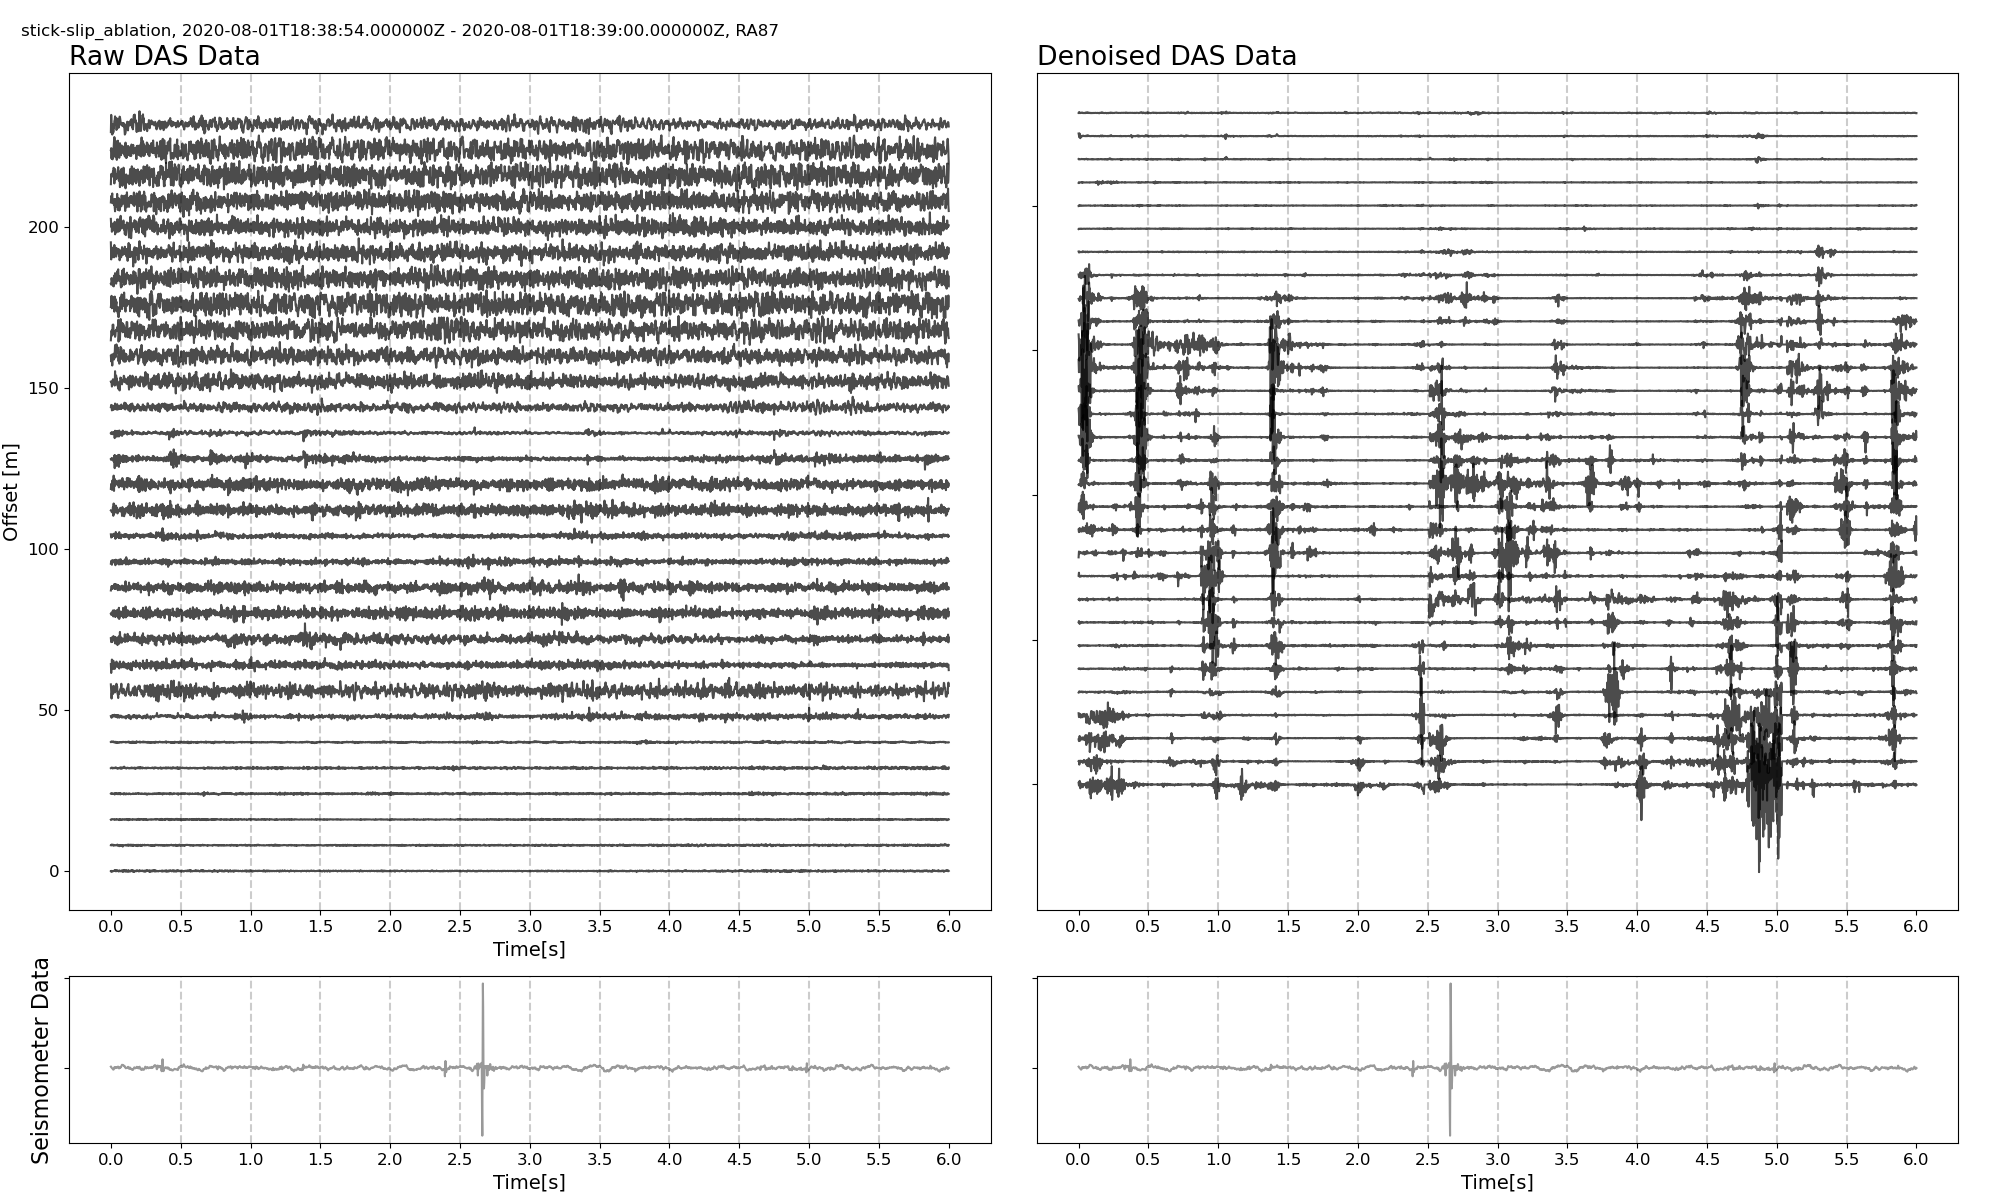 stick-slip_ablation, 2020-08-01T18:38:54.000000Z - 2020-08-01T18:39:00.000000Z, RA87
Raw DAS Data
Denoised DAS Data
Offset [m]
200
150
100
50
0
0.0 0.5 1.0 1.5 2.0 2.5 3.0 3.5 4.0 4.5 5.0 5.5 6.0
Time[s]
0.0 0.5 1.0 1.5 2.0 2.5 3.0 3.5 4.0 4.5 5.0 5.5 6.0
Seismometer Data
0.0 0.5 1.0 1.5 2.0 2.5 3.0 3.5 4.0 4.5 5.0 5.5 6.0
Time[s]
0.0 0.5 1.0 1.5 2.0 2.5 3.0 3.5 4.0 4.5 5.0 5.5 6.0
Time[s]